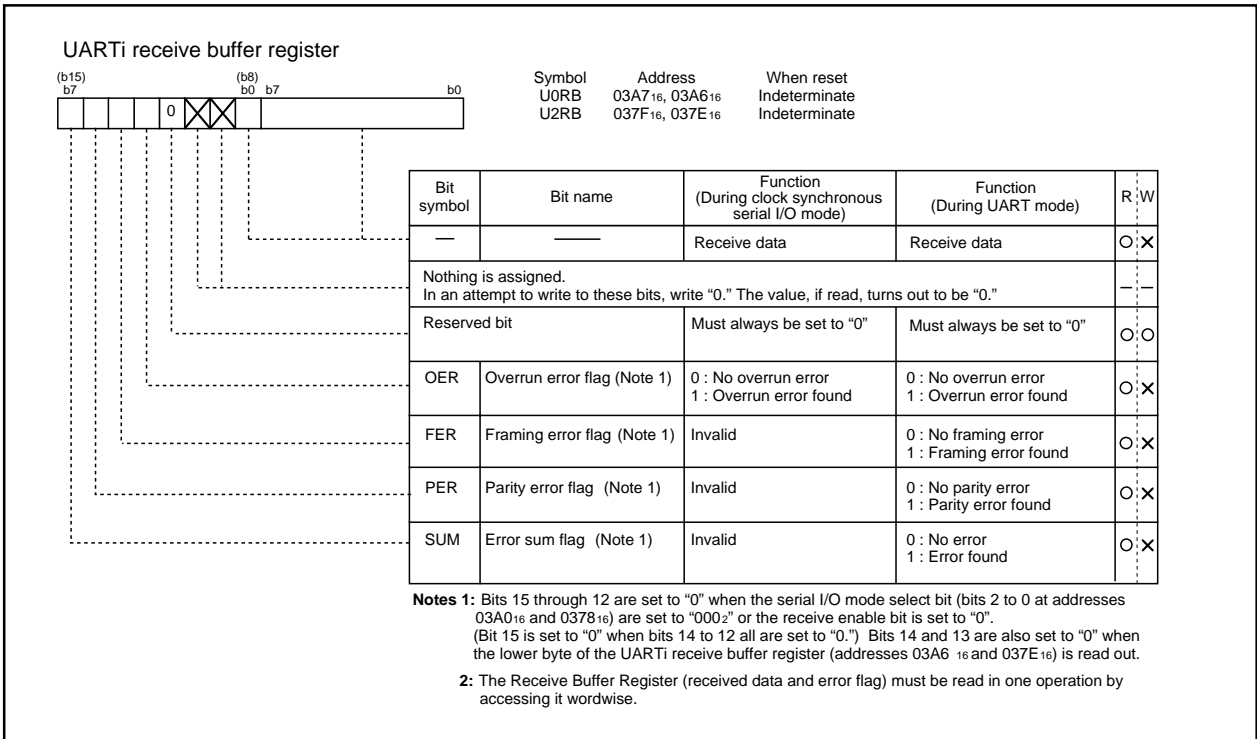 UARTi receive buffer register
(b15) (b8)
b7 b0 b7 b0
0
Symbol Address When reset
U0RB 03A716, 03A616 Indeterminate
U2RB 037F16, 037E16 Indeterminate
Bit symbol Bit name Function (During clock synchronous serial I/O mode) Function (During UART mode) R W
— —— Receive data Receive data O X
Nothing is assigned.
In an attempt to write to these bits, write “0.” The value, if read, turns out to be “0.” – –
Reserved bit Must always be set to “0” Must always be set to “0” O O
OER Overrun error flag (Note 1) 0 : No overrun error 0 : No overrun error O X
1 : Overrun error found 1 : Overrun error found
FER Framing error flag (Note 1) Invalid 0 : No framing error O X
1 : Framing error found
PER Parity error flag (Note 1) Invalid 0 : No parity error O X
1 : Parity error found
SUM Error sum flag (Note 1) Invalid 0 : No error O X
1 : Error found
Notes 1: Bits 15 through 12 are set to “0” when the serial I/O mode select bit (bits 2 to 0 at addresses
03A016 and 037816) are set to “0002” or the receive enable bit is set to “0”.
(Bit 15 is set to “0” when bits 14 to 12 all are set to “0.”) Bits 14 and 13 are also set to “0” when
the lower byte of the UARTi receive buffer register (addresses 03A6 16 and 037E16) is read out.
2: The Receive Buffer Register (received data and error flag) must be read in one operation by
accessing it wordwise.